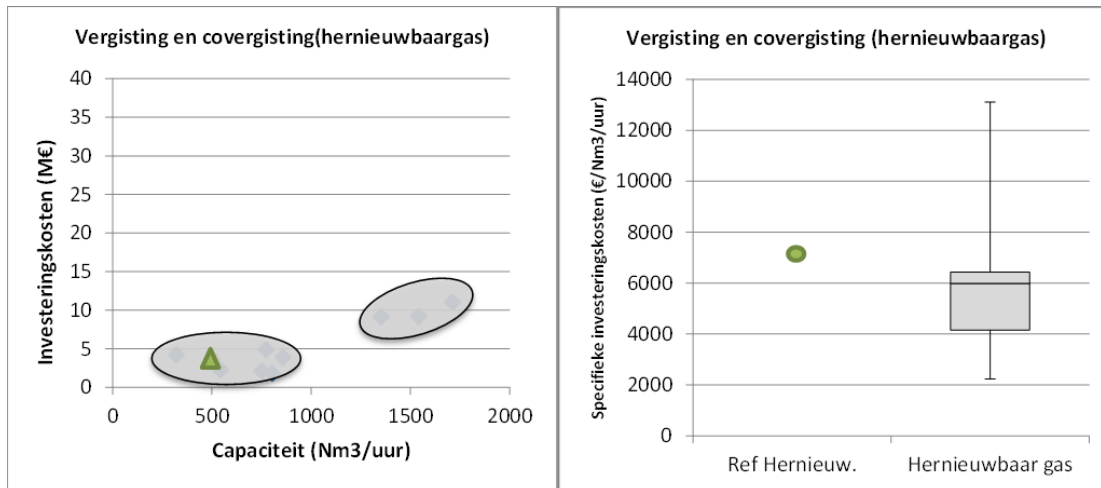 Vergisting en covergisting(hernieuwbaargas)
Investeringskosten (M€)
40
35
30
25
20
15
10
5
0
0 500 1000 1500 2000
Capaciteit (Nm3/uur)
Vergisting en covergisting (hernieuwbaargas)
Specifieke investeringskosten (€/Nm3/uur)
14000
12000
10000
8000
6000
4000
2000
0
Ref Hernieuw. Hernieuwbaar gas